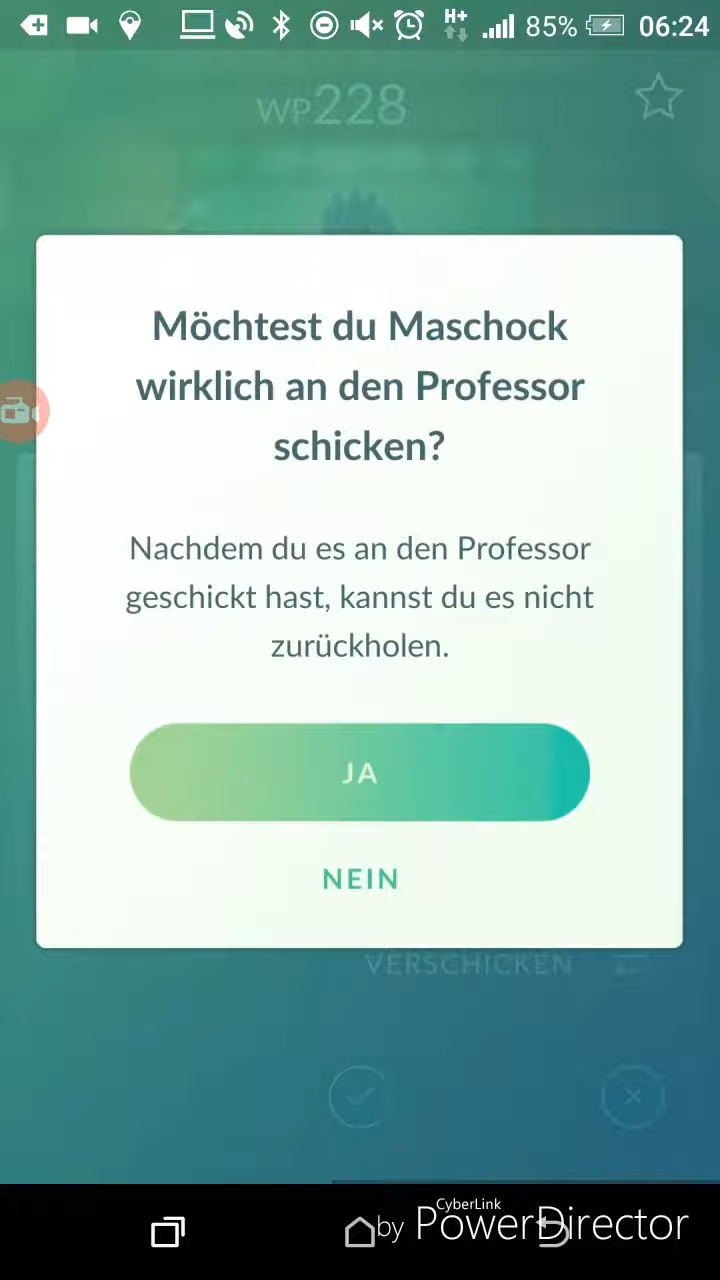 H+ 85% 06:24
WP228
Möchtest du Maschock
wirklich an den Professor
schicken?
Nachdem du es an den Professor
geschickt hast, kannst du es nicht
zurückholen.
JA
NEIN
VERSCHICKEN
CyberLink
by PowerDirector